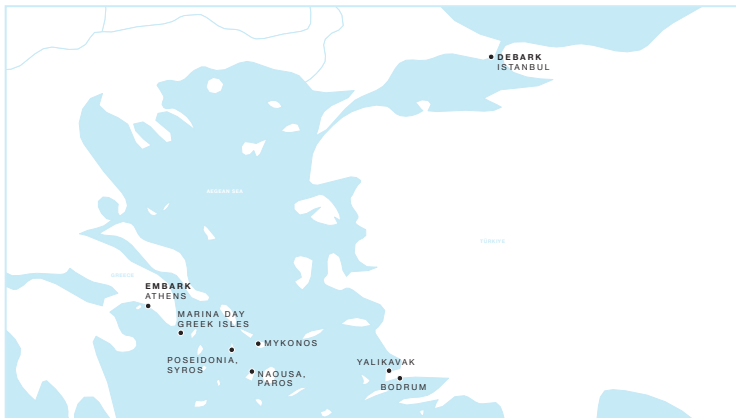 DEBARK
ISTANBUL
AEGEAN SEA
TÜRKIYE
GREECE
EMBARK
ATHENS
MARINA DAY
GREEK ISLES
MYKONOS
POSEIDONIA,
SYROS
NAOUSA,
PAROS
YALIKAVAK
BODRUM